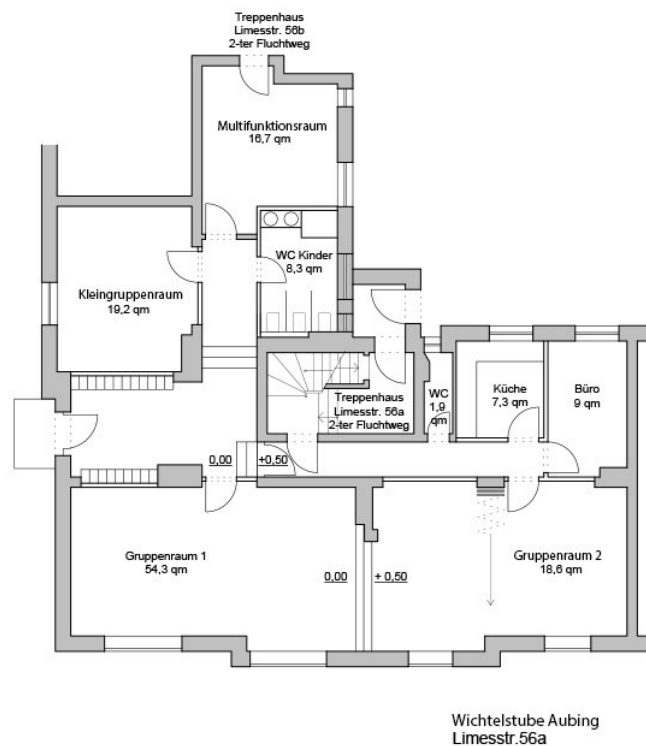 Treppenhaus
Limesstr. 56b
2-ter Fluchtweg
Multifunktionsraum
16,7 qm
WC Kinder
8,3 qm
Kleingruppenraum
19,2 qm
Treppenhaus
Limesstr. 56a
2-ter Fluchtweg
WC
1,9
qm
Küche
7,3 qm
Büro
9 qm
0,00
+0,50
Gruppenraum 1
54,3 qm
0,00
+ 0,50
Gruppenraum 2
18,6 qm
Wichtelstube Aubing
Limesstr.56a